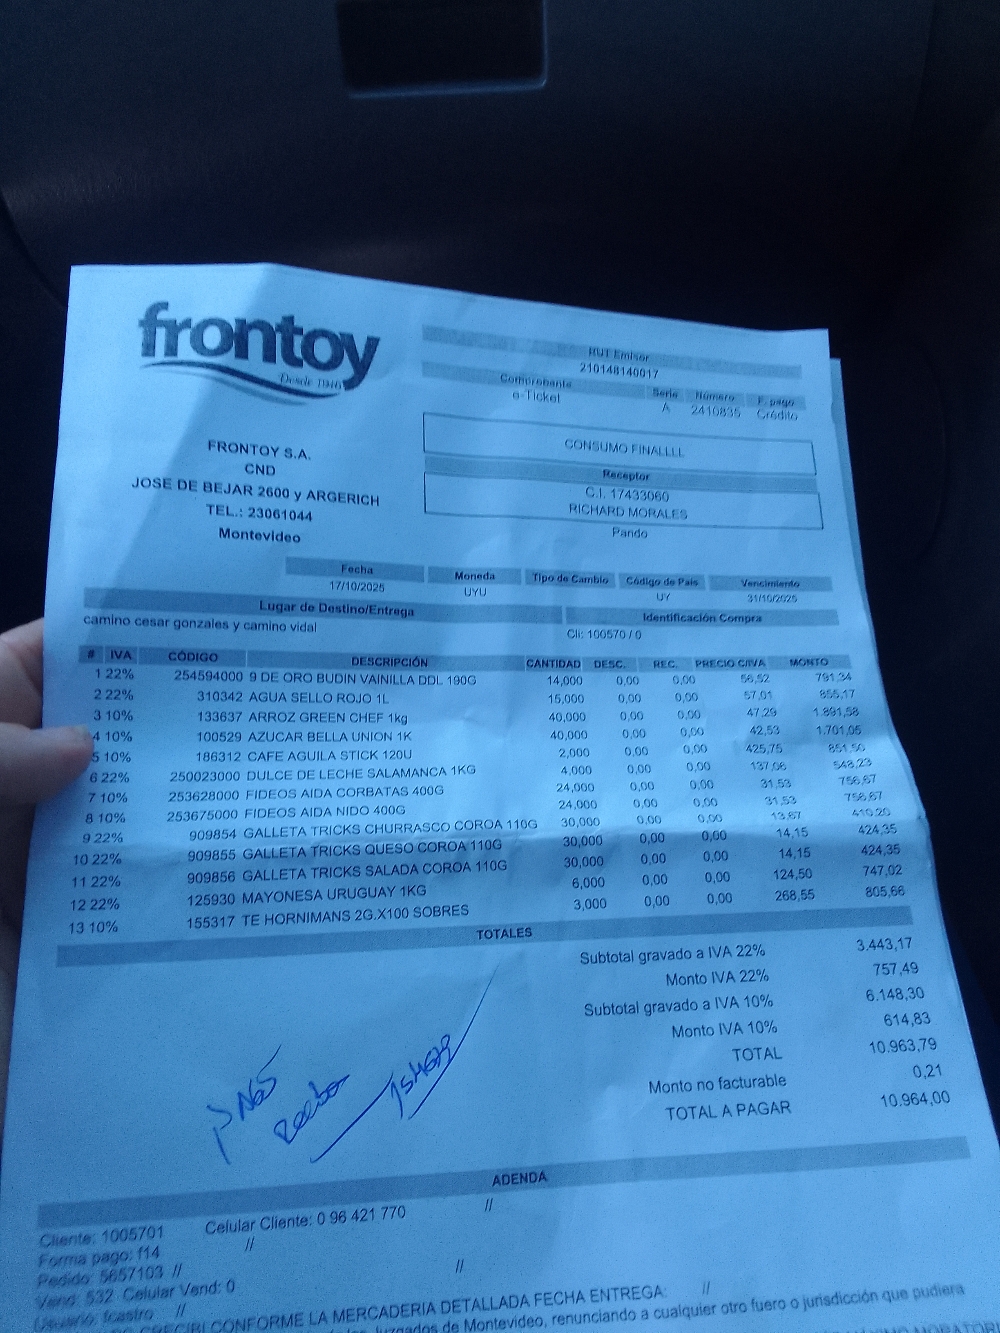 frontoy
Desde 1946
RUT Emisor
210148140017
Comprobante Serie Número F. pago
e-Ticket A 2410835 Crédito
FRONTOY S.A.
CND
JOSE DE BEJAR 2600 y ARGERICH
TEL.: 23061044
Montevideo
CONSUMO FINALLLL
Receptor
C.I. 17433060
RICHARD MORALES
Pando
Fecha Moneda Tipo de Cambio Código de Pais Vencimiento
17/10/2025 UYU UY 31/10/2025
Lugar de Destino/Entrega Identificación Compra
camino cesar gonzales y camino vidal Cli: 100570 / 0
# IVA CÓDIGO DESCRIPCIÓN CANTIDAD DESC. REC. PRECIO C/IVA MONTO
1 22% 254594000 9 DE ORO BUDIN VAINILLA DDL 190G 14,000 0,00 0,00 56,52 791,34
2 22% 310342 AGUA SELLO ROJO 1L 15,000 0,00 0,00 57,01 855,17
3 10% 133637 ARROZ GREEN CHEF 1kg 40,000 0,00 0,00 47,29 1.891,58
4 10% 100529 AZUCAR BELLA UNION 1K 40,000 0,00 0,00 42,53 1.701,05
5 10% 186312 CAFE AGUILA STICK 120U 2,000 0,00 0,00 425,75 851,50
6 22% 250023000 DULCE DE LECHE SALAMANCA 1KG 4,000 0,00 0,00 137,06 548,23
7 10% 253628000 FIDEOS AIDA CORBATAS 400G 24,000 0,00 0,00 31,53 756,67
8 10% 253675000 FIDEOS AIDA NIDO 400G 24,000 0,00 0,00 31,53 756,67
9 22% 909854 GALLETA TRICKS CHURRASCO COROA 110G 30,000 0,00 0,00 13,67 410,20
10 22% 909855 GALLETA TRICKS QUESO COROA 110G 30,000 0,00 0,00 14,15 424,35
11 22% 909856 GALLETA TRICKS SALADA COROA 110G 30,000 0,00 0,00 14,15 424,35
12 22% 125930 MAYONESA URUGUAY 1KG 6,000 0,00 0,00 124,50 747,02
13 10% 155317 TE HORNIMANS 2G.X100 SOBRES 3,000 0,00 0,00 268,55 805,66
TOTALES
Subtotal gravado a IVA 22% 3.443,17
Monto IVA 22% 757,49
Subtotal gravado a IVA 10% 6.148,30
Monto IVA 10% 614,83
TOTAL 10.963,79
Monto no facturable 0,21
TOTAL A PAGAR 10.964,00
ADENDA
Cliente: 1005701 Celular Cliente: 0 96 421 770 //
Forma pago: f14 //
Pedido: 5657103 // //
Vend: 532 Celular Vend: 0
Usuario: fcastro //
CONFORME LA MERCADERIA DETALLADA FECHA ENTREGA: //
Juzgados de Montevideo, renunciando a cualquier otro fuero o jurisdicción que pudiera